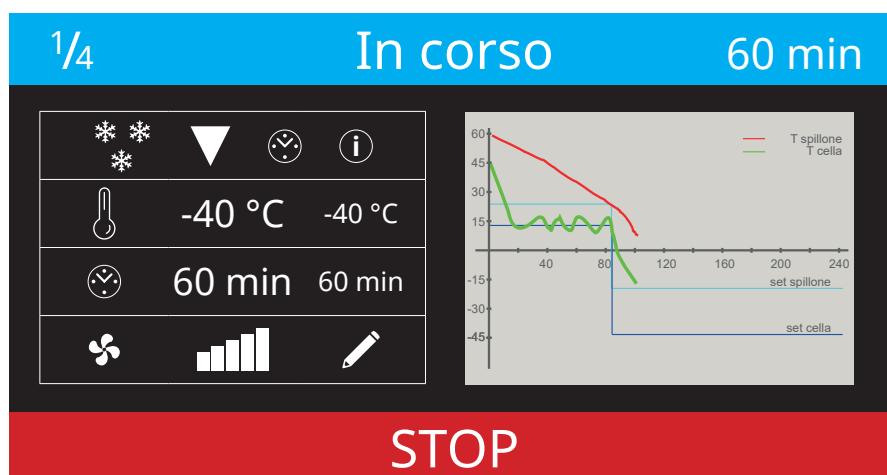 1/4 In corso 60 min
i
-40 °C -40 °C
60 min 60 min
T spillone
T cella
60
45
30
15
-15
-30
-45
40 80 120 160 200 240
set spillone
set cella
STOP